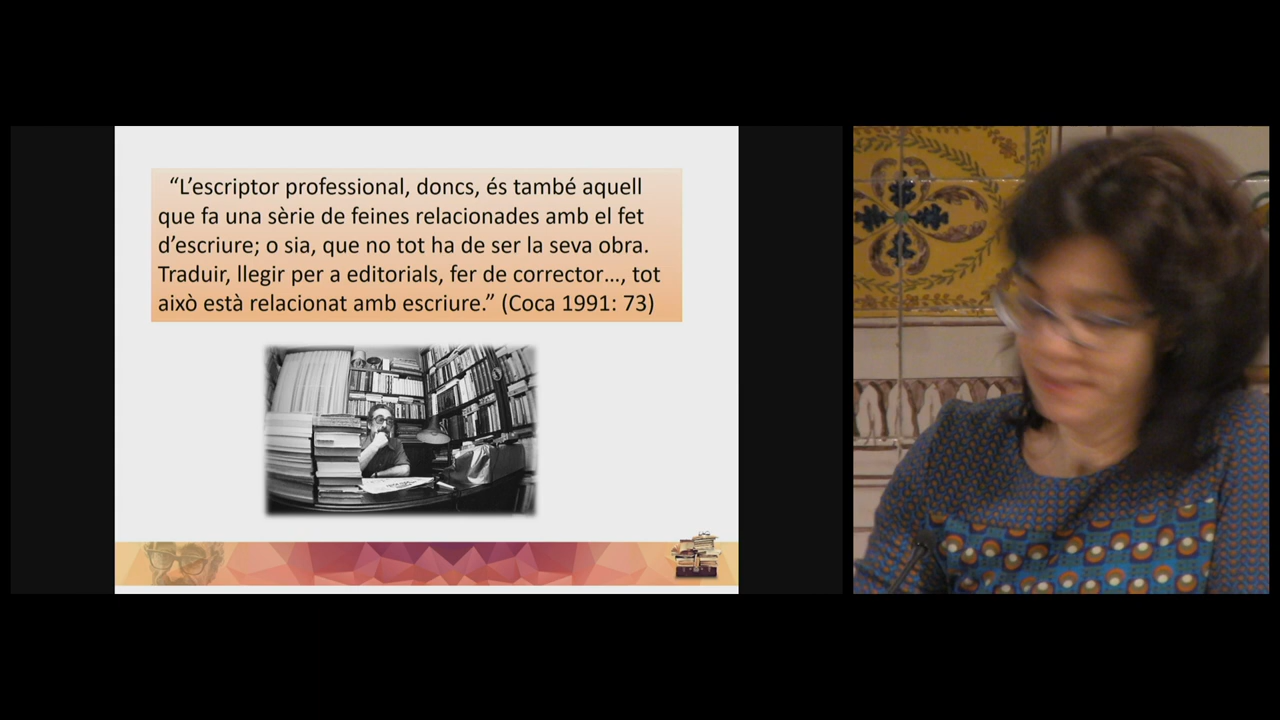 “L’escriptor professional, doncs, és també aquell
que fa una sèrie de feines relacionades amb el fet
d’escriure; o sia, que no tot ha de ser la seva obra.
Traduir, llegir per a editorials, fer de corrector…, tot
això està relacionat amb escriure.” (Coca 1991: 73)